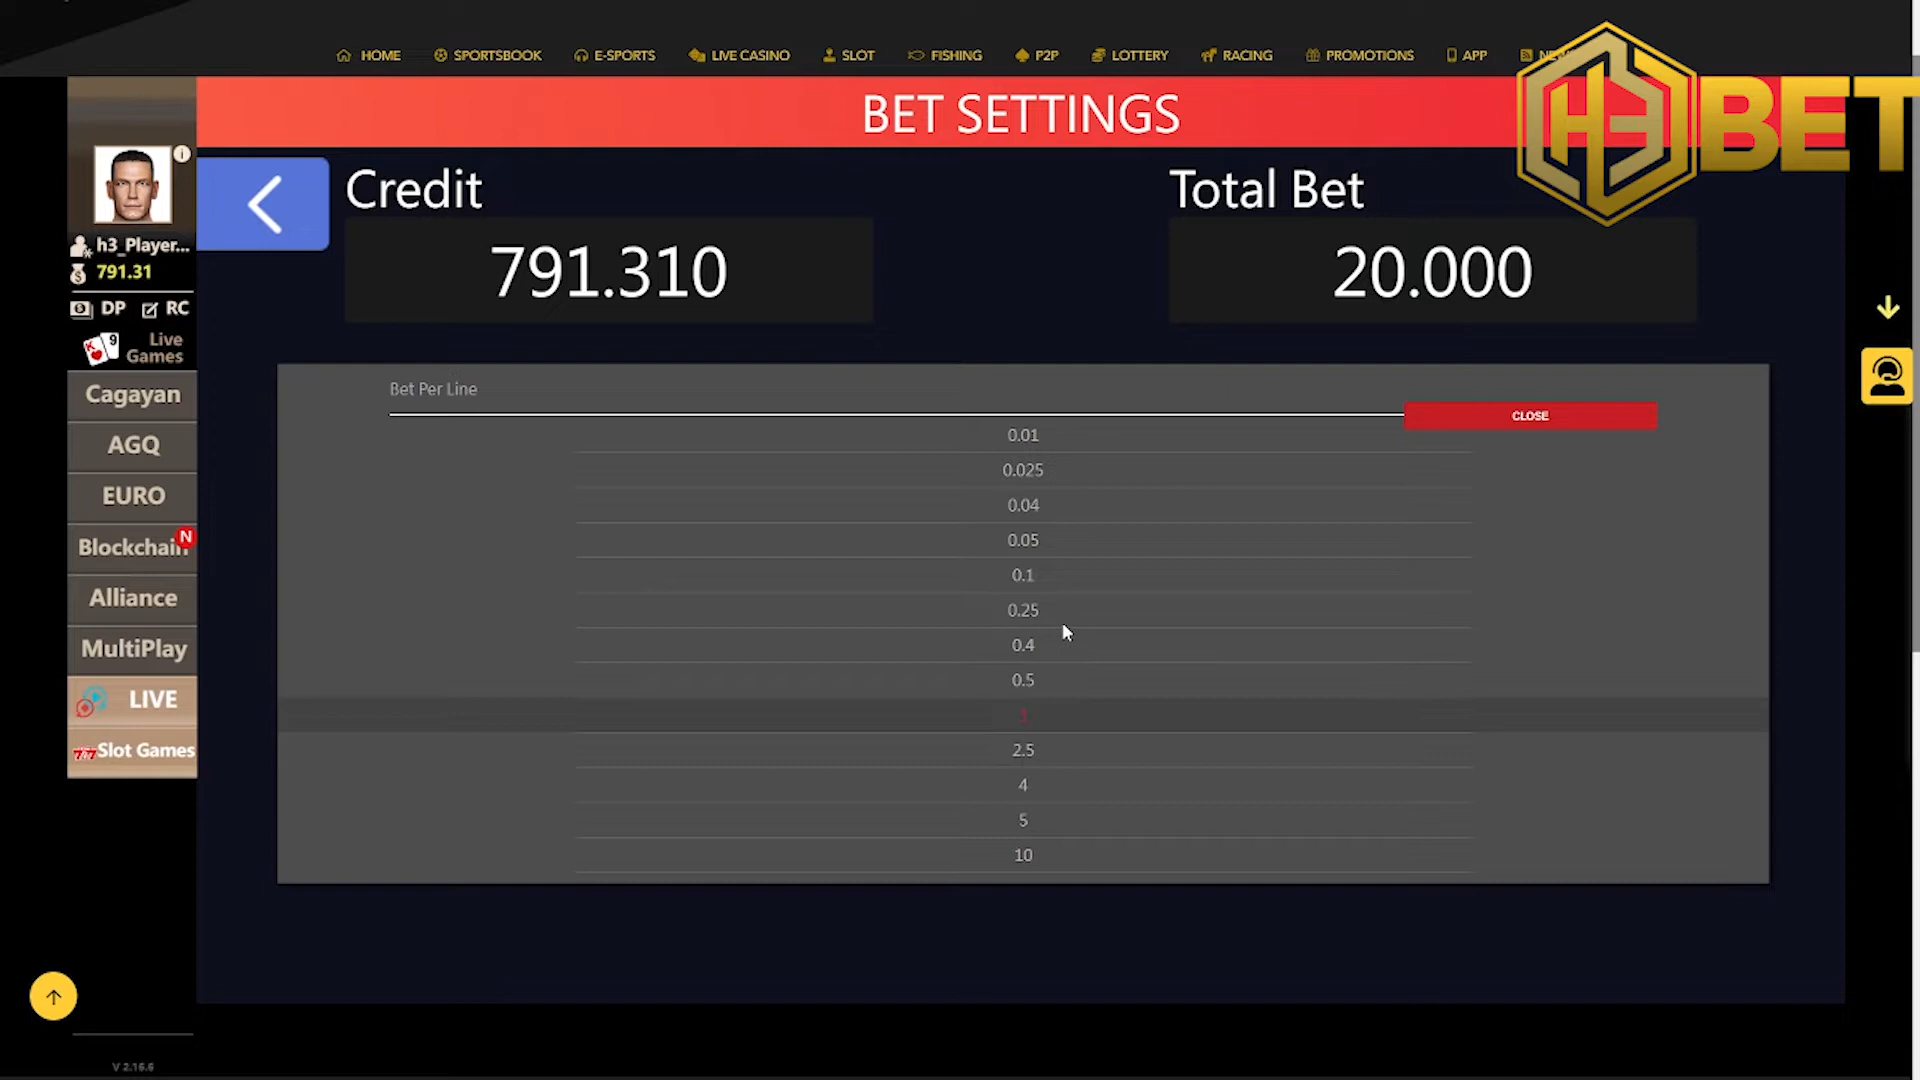 HOME SPORTSBOOK E-SPORTS LIVE CASINO SLOT FISHING P2P LOTTERY RACING PROMOTIONS APP
H3BET
BET SETTINGS
Credit
791.310
Total Bet
20.000
h3_Player...
791.31
DP RC
K 9 Live
Games
Cagayan
AGQ
EURO
Blockchain N
Alliance
MultiPlay
LIVE
777 Slot Games
Bet Per Line
CLOSE
0.01
0.025
0.04
0.05
0.1
0.25
0.4
0.5
1
2.5
4
5
10
V 2.16.6